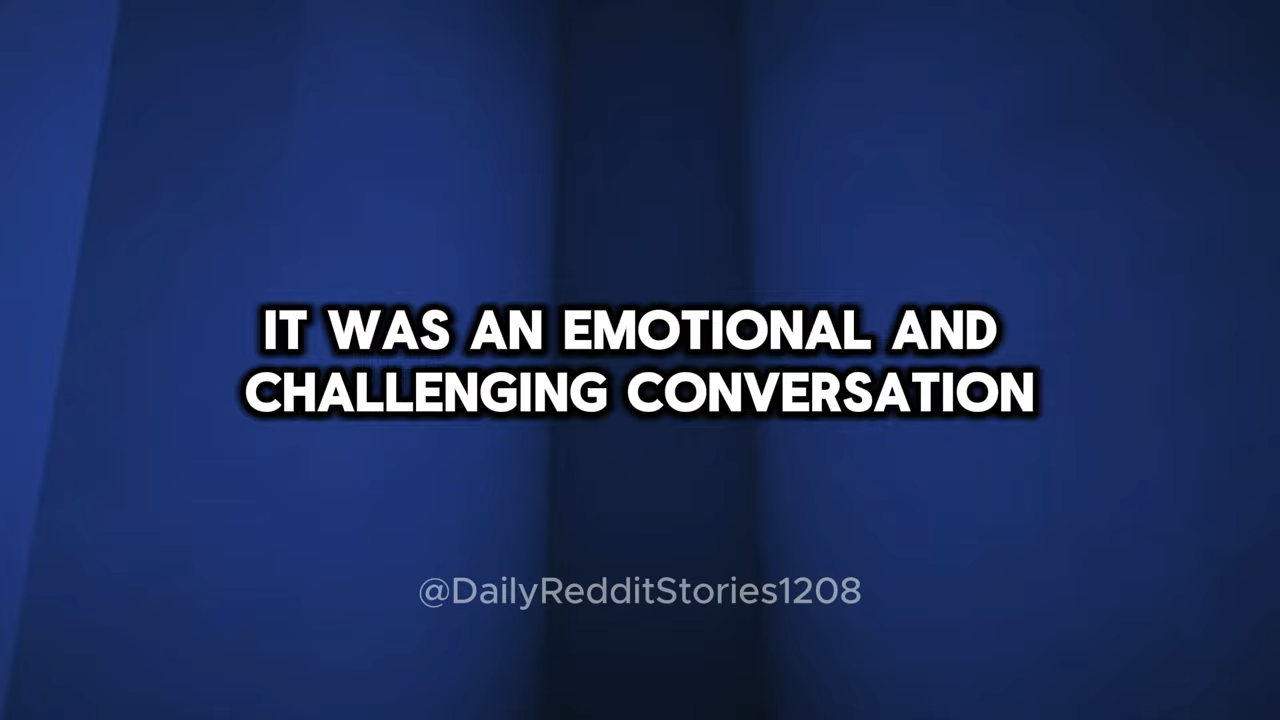 IT WAS AN EMOTIONAL AND
CHALLENGING CONVERSATION
@DailyRedditStories1208